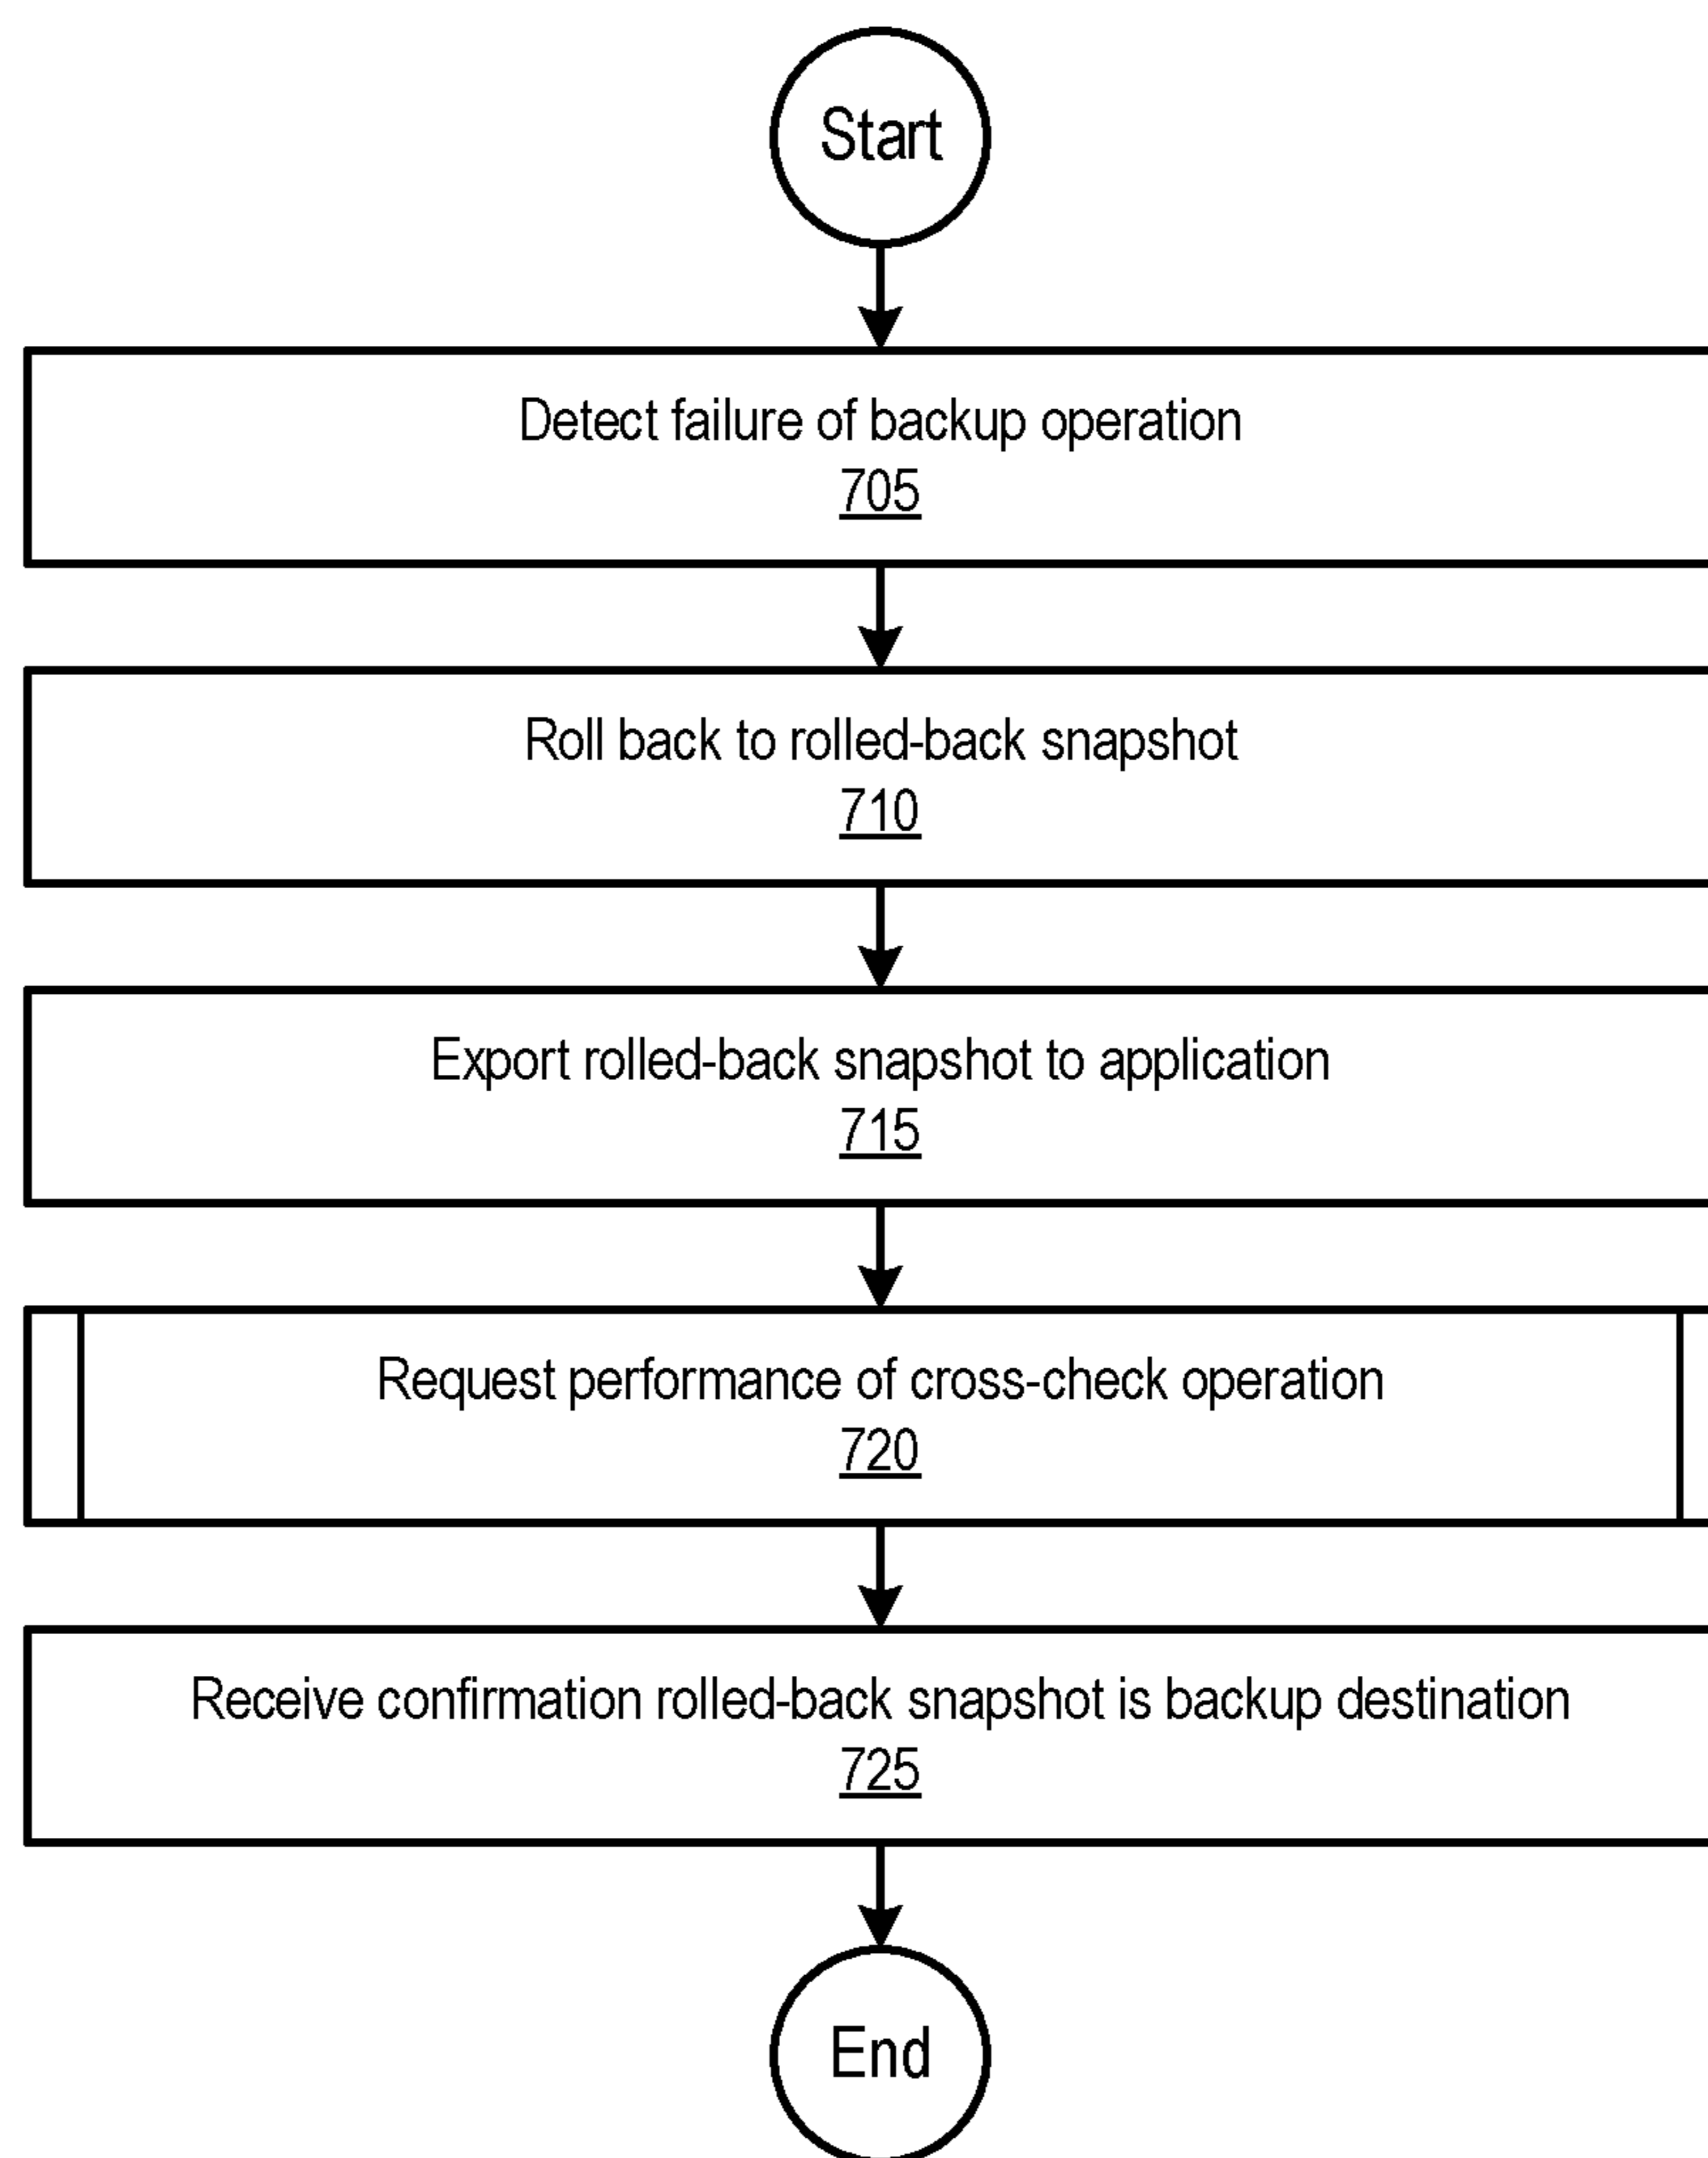 Start
Detect failure of backup operation
705
Roll back to rolled-back snapshot
710
Export rolled-back snapshot to application
715
Request performance of cross-check operation
720
Receive confirmation rolled-back snapshot is backup destination
725
End